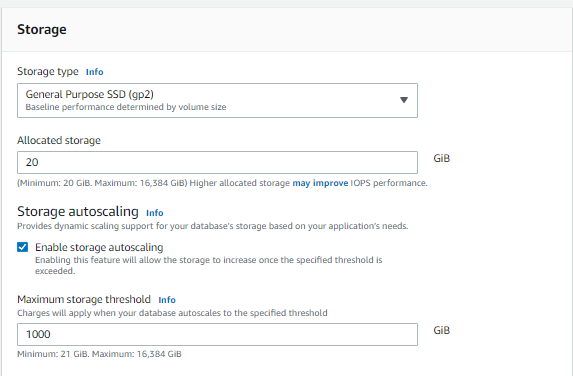 Storage
Storage type Info
General Purpose SSD (gp2)
Baseline performance determined by volume size
Allocated storage
20
GiB
(Minimum: 20 GiB. Maximum: 16,384 GiB) Higher allocated storage may improve IOPS performance.
Storage autoscaling Info
Provides dynamic scaling support for your database's storage based on your application's needs.
Enable storage autoscaling
Enabling this feature will allow the storage to increase once the specified threshold is
exceeded.
Maximum storage threshold Info
Charges will apply when your database autoscales to the specified threshold
1000
GiB
Minimum: 21 GiB. Maximum: 16,384 GiB